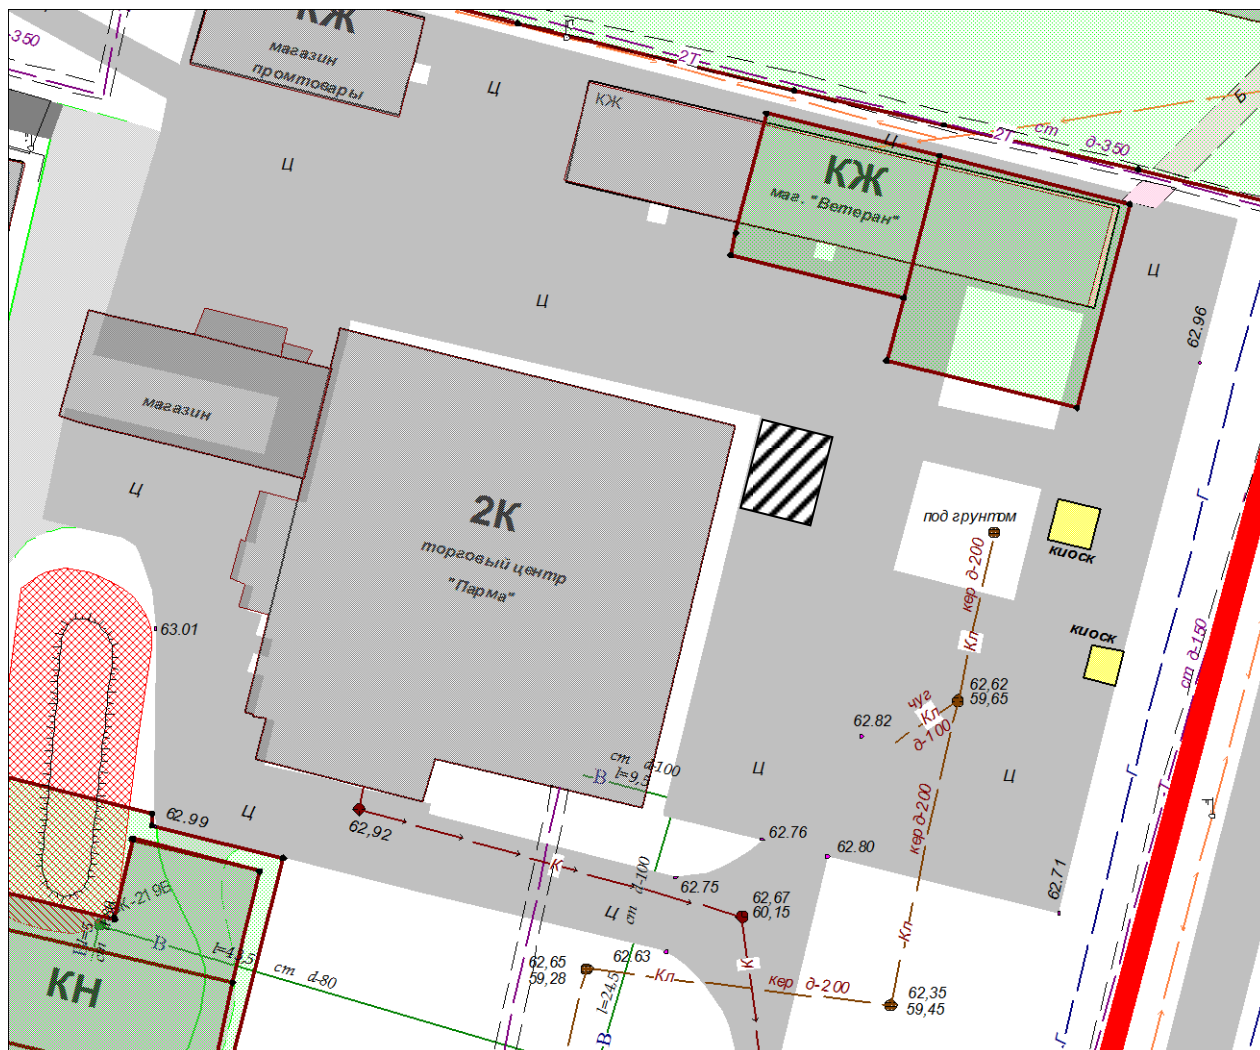 КЖ
магазин
промтовары
-350
Ц
2Т
КЖ
Ц
2Т
ст
д-350
Б
Ц
КЖ
маг. "Ветеран"
Ц
Ц
62.96
магазин
Ц
2К
торговый центр
"Парма"
под грунтом
киоск
кер д-200
Г
63.01
Кл
киоск
ст д-150
62,62
59,65
чуг
Кл
д-100
62.82
ст д-100
В l=9,5
Ц
Ц
Г
Т
62.99
Ц
62,92
кер д-200
62.76
62.80
К
ст д-100
62.75
62.71
62,67
60,15
Ц
Кл
К-219В
В
l=43,5
ст d-80
62,65
59,28
62,63
Кл
К
кер д-200
62,35
59,45
l=24,5
КН
В
Г